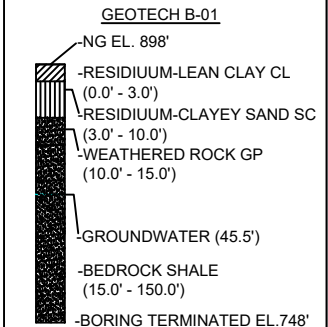 GEOTECH B-01
-NG EL. 898'
-RESIDIUUM-LEAN CLAY CL
(0.0' - 3.0')
-RESIDIUUM-CLAYEY SAND SC
(3.0' - 10.0')
-WEATHERED ROCK GP
(10.0' - 15.0')
-GROUNDWATER (45.5')
-BEDROCK SHALE
(15.0' - 150.0')
-BORING TERMINATED EL.748'